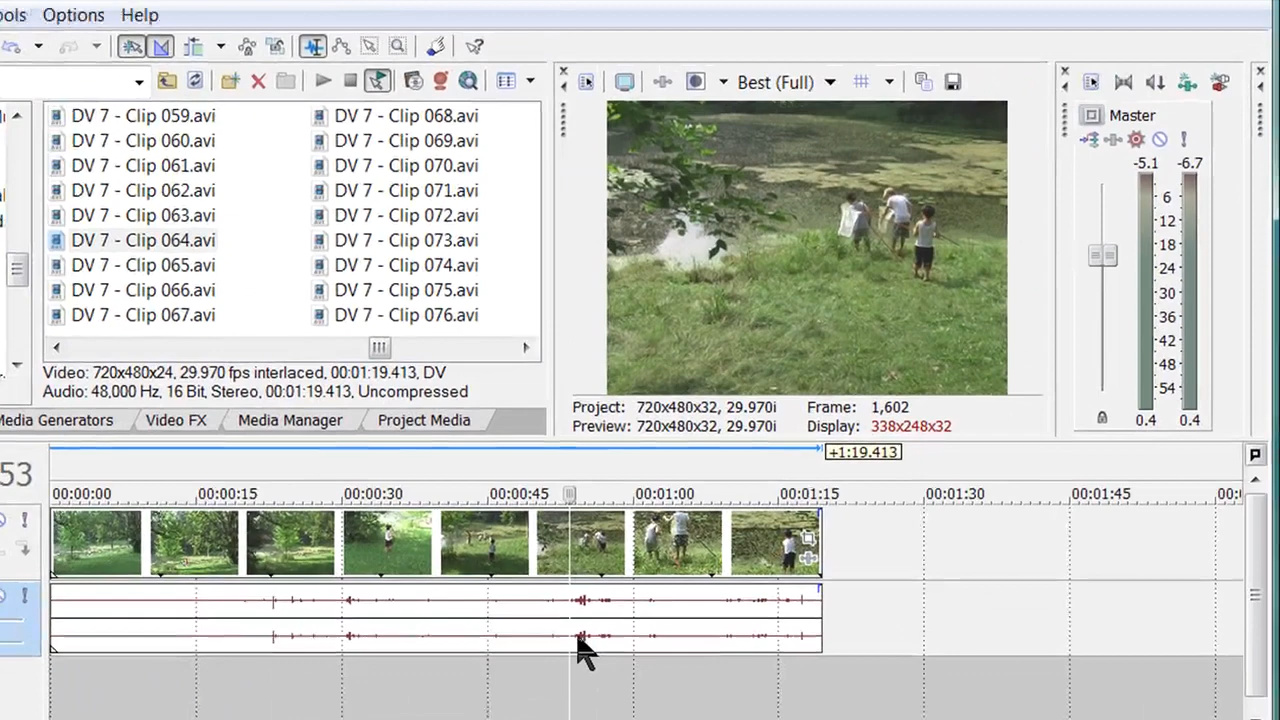 ools Options Help
Best (Full)
DV 7 - Clip 059.avi DV 7 - Clip 068.avi
DV 7 - Clip 060.avi DV 7 - Clip 069.avi
DV 7 - Clip 061.avi DV 7 - Clip 070.avi
DV 7 - Clip 062.avi DV 7 - Clip 071.avi
DV 7 - Clip 063.avi DV 7 - Clip 072.avi
DV 7 - Clip 064.avi DV 7 - Clip 073.avi
DV 7 - Clip 065.avi DV 7 - Clip 074.avi
DV 7 - Clip 066.avi DV 7 - Clip 075.avi
DV 7 - Clip 067.avi DV 7 - Clip 076.avi
Video: 720x480x24, 29.970 fps interlaced, 00:01:19.413, DV
Audio: 48,000 Hz, 16 Bit, Stereo, 00:01:19.413, Uncompressed
Media Generators Video FX Media Manager Project Media
Project: 720x480x32, 29.970i Frame: 1,602
Preview: 720x480x32, 29.970i Display: 338x248x32
Master
-5.1 -6.7
6
12
18
24
30
36
42
48
54
0.4 0.4
53
+1:19.413
00:00:00 00:00:15 00:00:30 00:00:45 00:01:00 00:01:15 00:01:30 00:01:45 00: